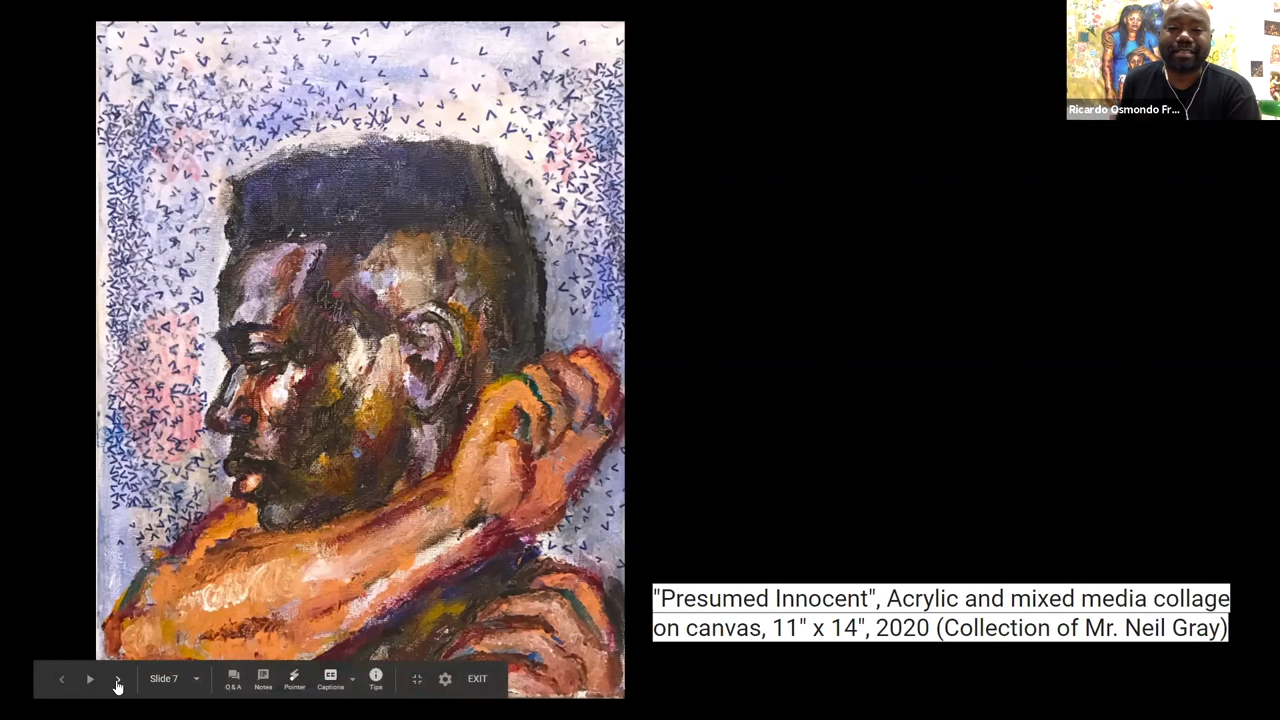 Ricardo Osmondo Fr...
"Presumed Innocent", Acrylic and mixed media collage
on canvas, 11" x 14", 2020 (Collection of Mr. Neil Gray)
Slide 7
Q & A
Notes
Pointer
Captions
Tips
EXIT